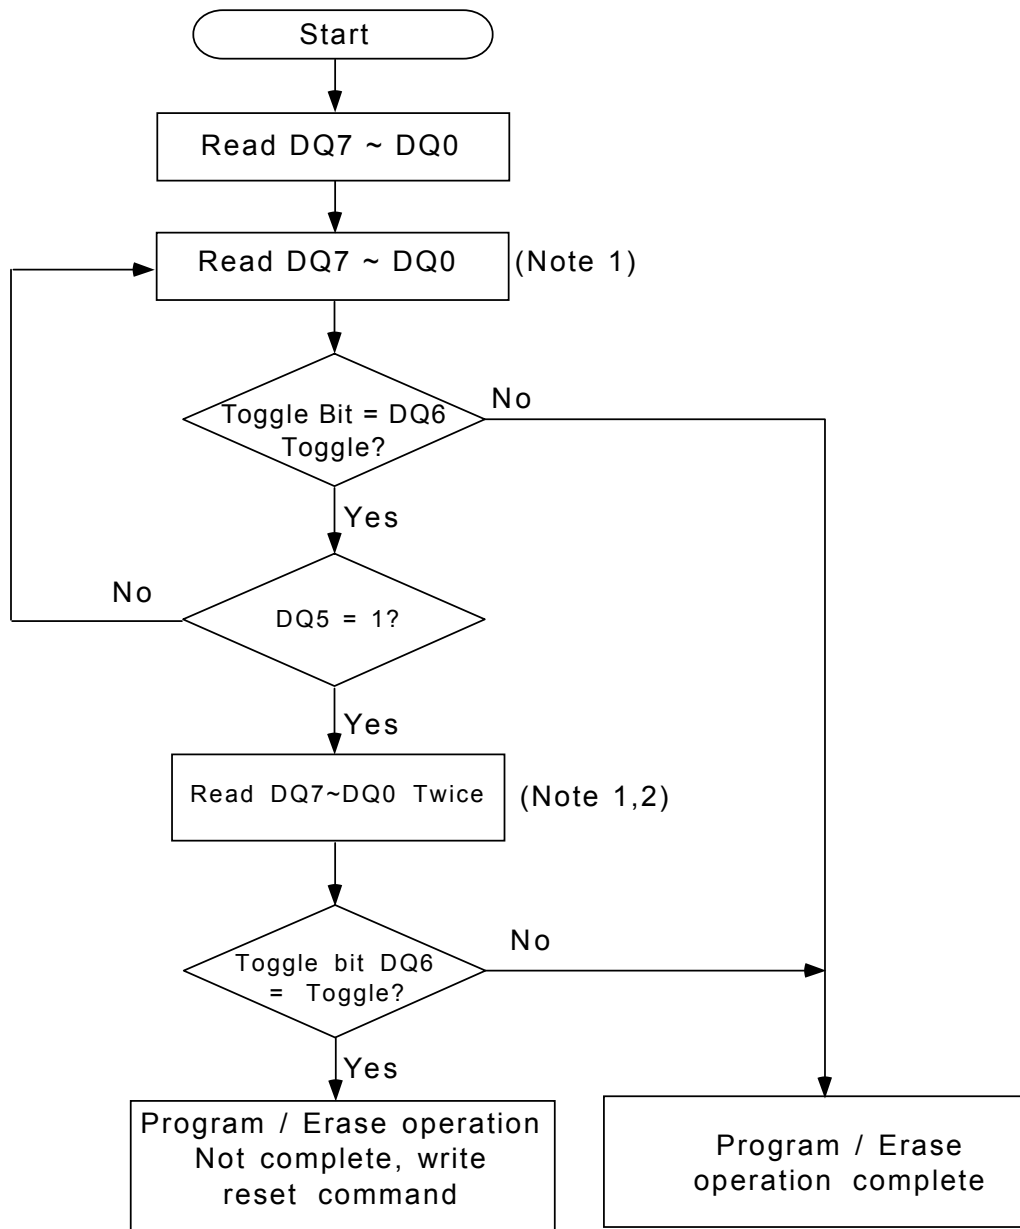 Start
Read DQ7 ~ DQ0
Read DQ7 ~ DQ0
(Note 1)
Toggle Bit = DQ6
Toggle?
No
Yes
No
DQ5 = 1?
Yes
Read DQ7~DQ0 Twice
(Note 1,2)
Toggle bit DQ6
= Toggle?
No
Yes
Program / Erase operation
Not complete, write
reset command
Program / Erase
operation complete